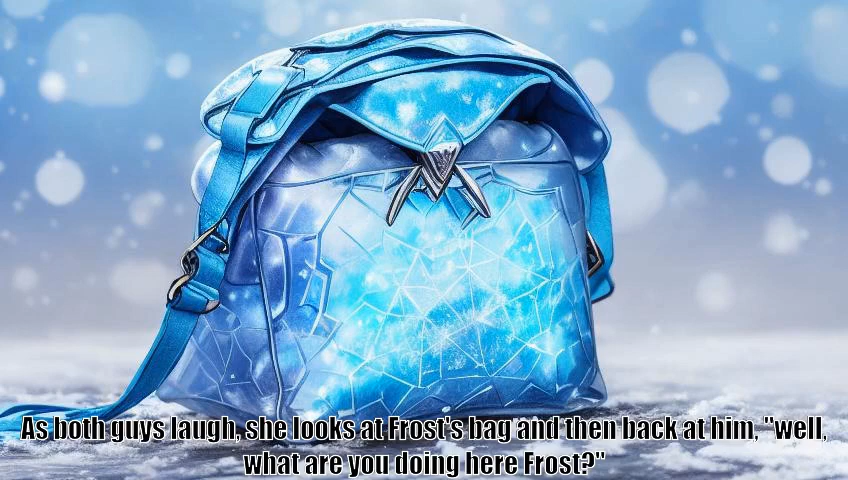 As both guys laugh, she looks at Frost's bag and then back at him, "well,
what are you doing here Frost?"